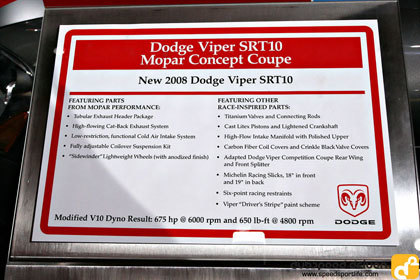 Dodge Viper SRT10
Mopar Concept Coupe
New 2008 Dodge Viper SRT10
FEATURING PARTS
FROM MOPAR PERFORMANCE:
• Tubular Exhaust Header Package
• High-flowing Cat-Back Exhaust System
• Low-restriction, functional Cold Air Intake System
• Fully adjustable Coilover Suspension Kit
• "Sidewinder" Lightweight Wheels (with anodized finish)
FEATURING OTHER
RACE-INSPIRED PARTS:
• Titanium Valves and Connecting Rods
• Cast Litex Pistons and Lightened Crankshaft
• High-Flow Intake Manifold with Polished Upper
• Carbon Fiber Coil Covers and Crinkle Black Valve Covers
• Adapted Dodge Viper Competition Coupe Rear Wing
and Front Splitter
• Michelin Racing Slicks, 18" in front
and 19" in back
• Six-point racing restraints
• Viper "Driver's Stripe" paint scheme
Modified V10 Dyno Result: 675 hp @ 6000 rpm and 650 lb-ft @ 4800 rpm
DODGE
www.speedsportlife.com